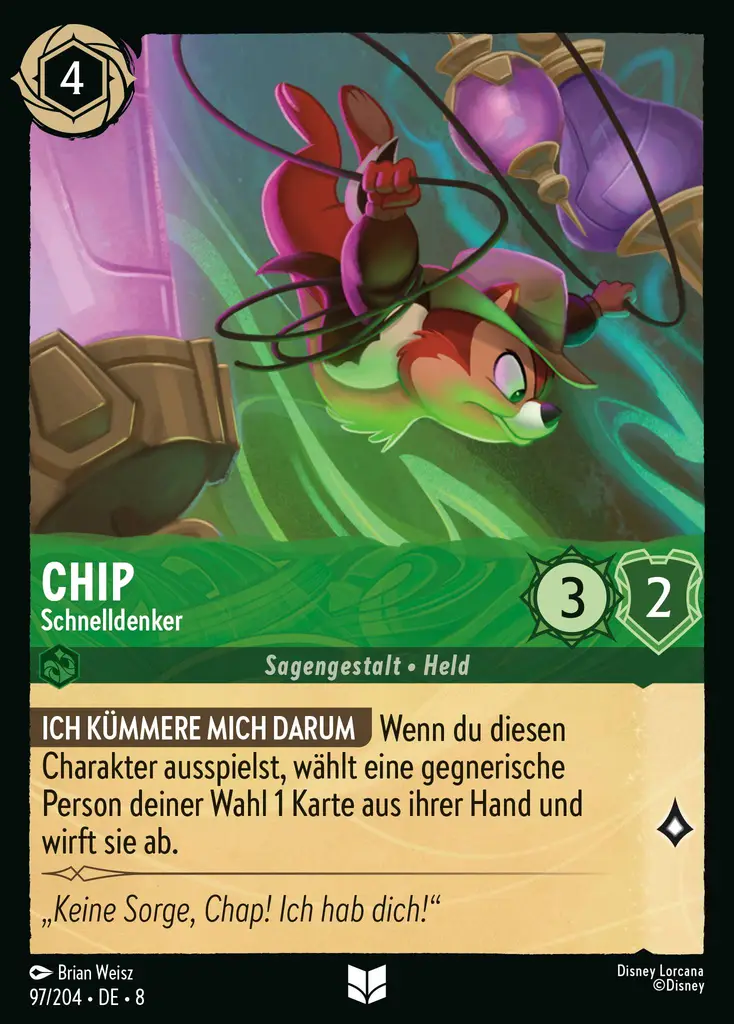 4
CHIP
Schnelldenker
3
2
Sagengestalt • Held
ICH KÜMMERE MICH DARUM Wenn du diesen
Charakter ausspielst, wählt eine gegnerische
Person deiner Wahl 1 Karte aus ihrer Hand und
wirft sie ab.
„Keine Sorge, Chap! Ich hab dich!“
Brian Weisz
Disney Lorcana
97/204 • DE • 8
©Disney